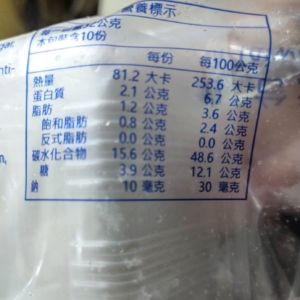 營養標示
本包裝含10份
每份 每100公克
熱量 81.2 大卡 253.6 大卡
蛋白質 2.1 公克 6.7 公克
脂肪 1.2 公克 3.6 公克
飽和脂肪 0.8 公克 2.4 公克
反式脂肪 0.0 公克 0.0 公克
碳水化合物 15.6 公克 48.6 公克
糖 3.9 公克 12.1 公克
鈉 10 毫克 30 毫克